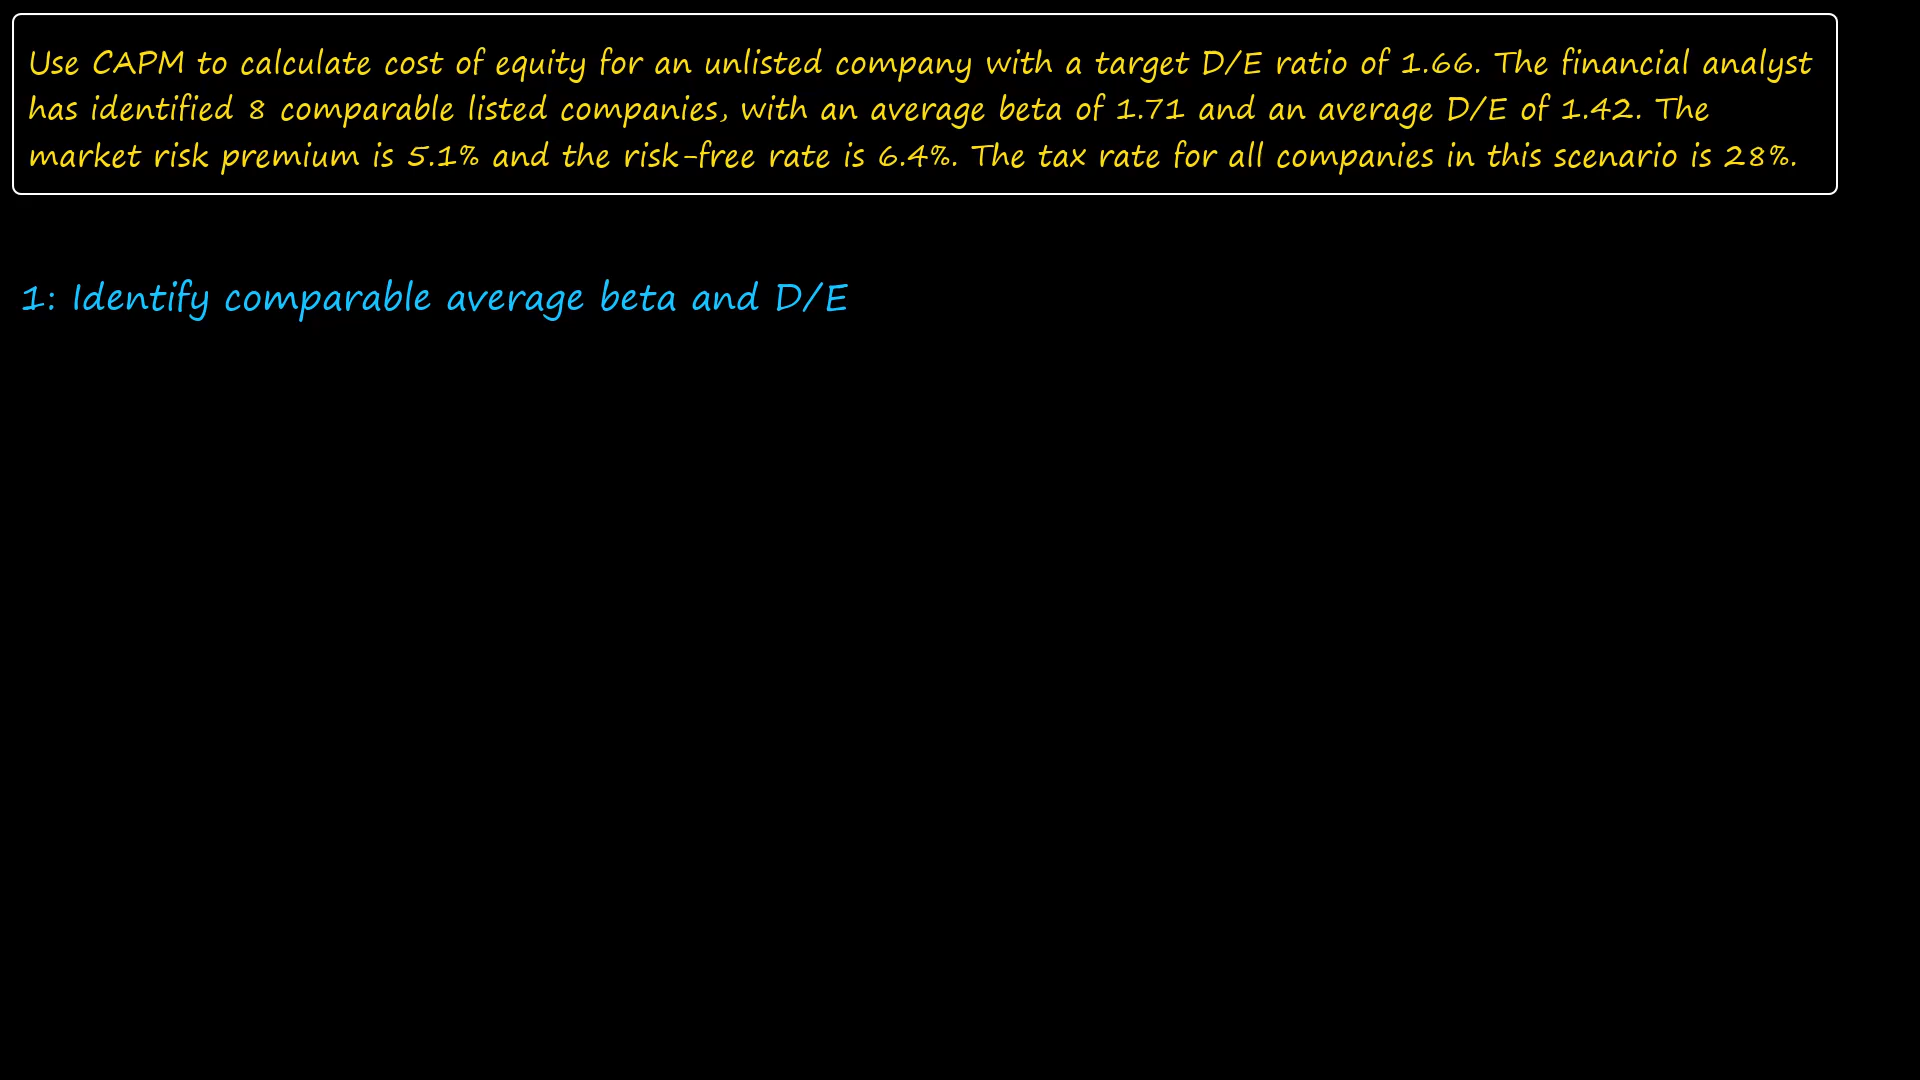 Use CAPM to calculate cost of equity for an unlisted company with a target D/E ratio of 1.66. The financial analyst
has identified 8 comparable listed companies, with an average beta of 1.71 and an average D/E of 1.42. The
market risk premium is 5.1% and the risk-free rate is 6.4%. The tax rate for all companies in this scenario is 28%.
1: Identify comparable average beta and D/E